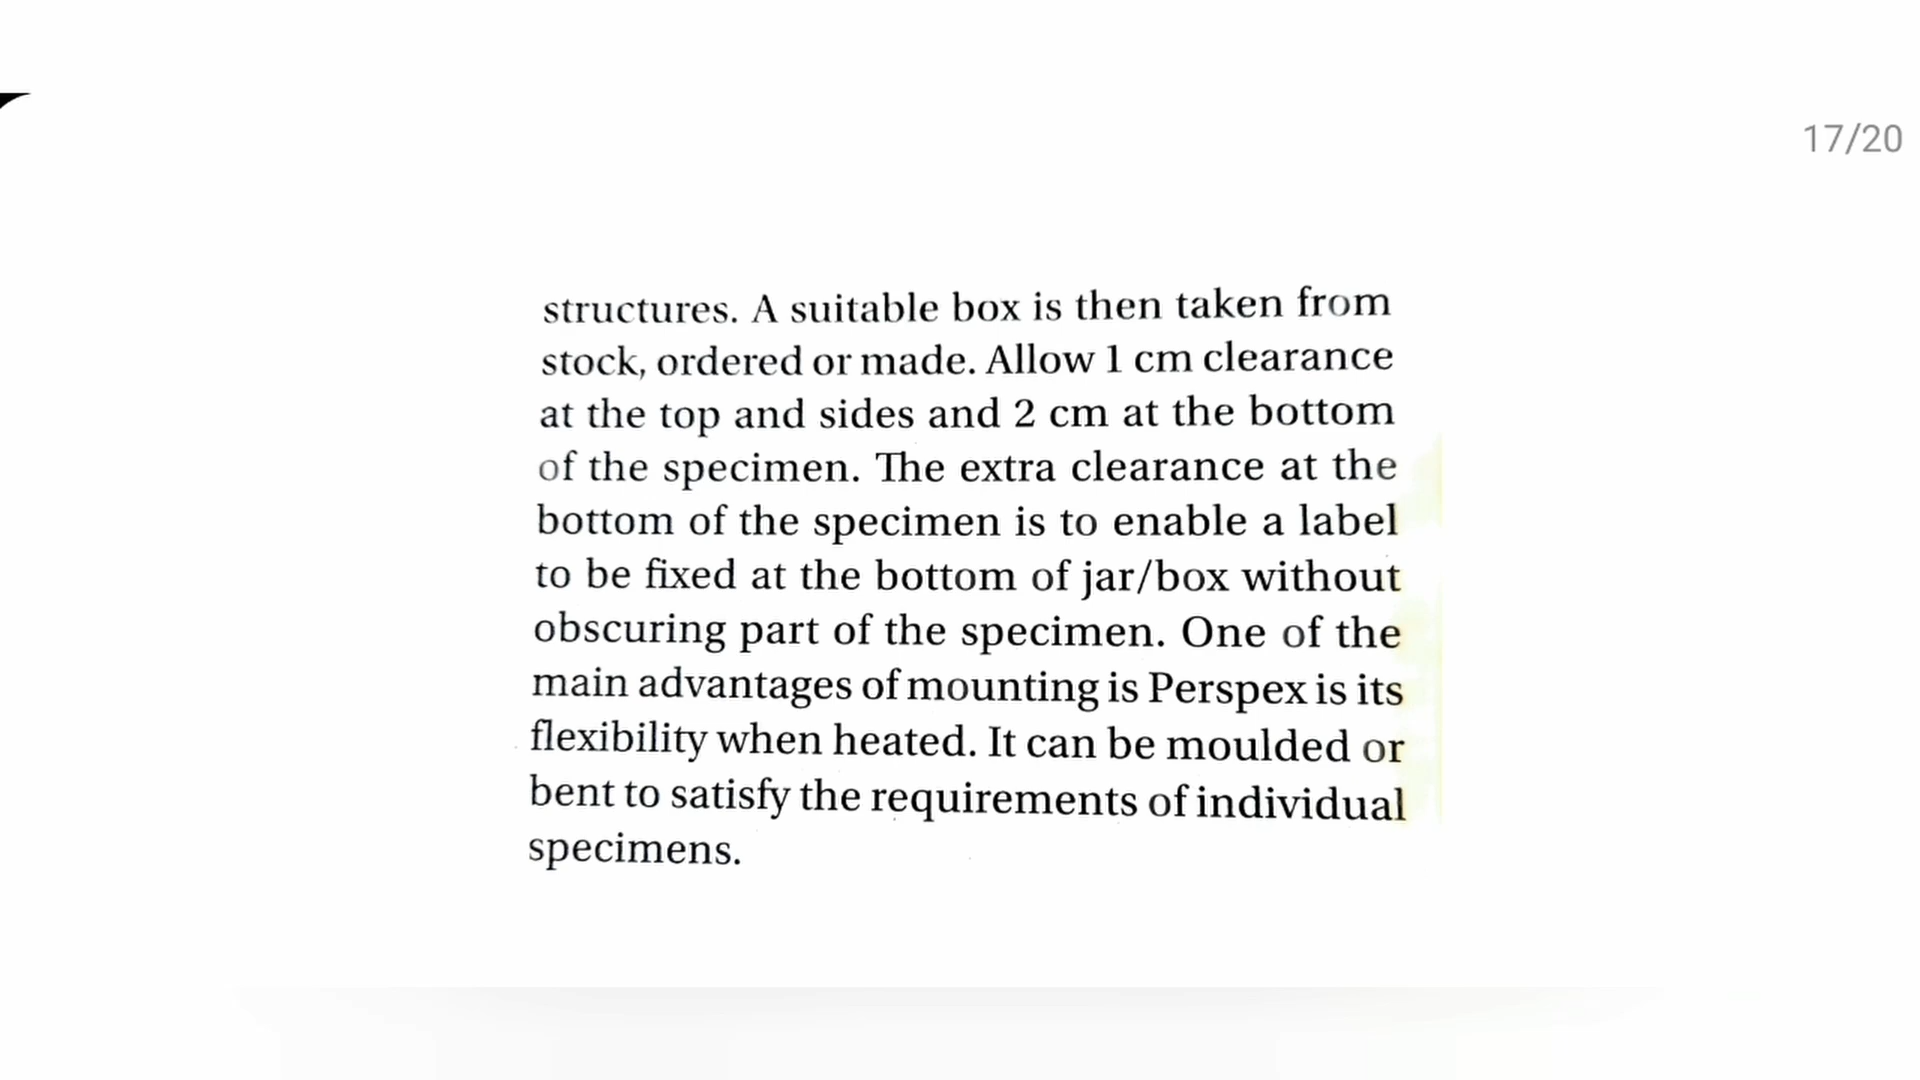 17/20
structures. A suitable box is then taken from
stock, ordered or made. Allow 1 cm clearance
at the top and sides and 2 cm at the bottom
of the specimen. The extra clearance at the
bottom of the specimen is to enable a label
to be fixed at the bottom of jar/box without
obscuring part of the specimen. One of the
main advantages of mounting is Perspex is its
flexibility when heated. It can be moulded or
bent to satisfy the requirements of individual
specimens.